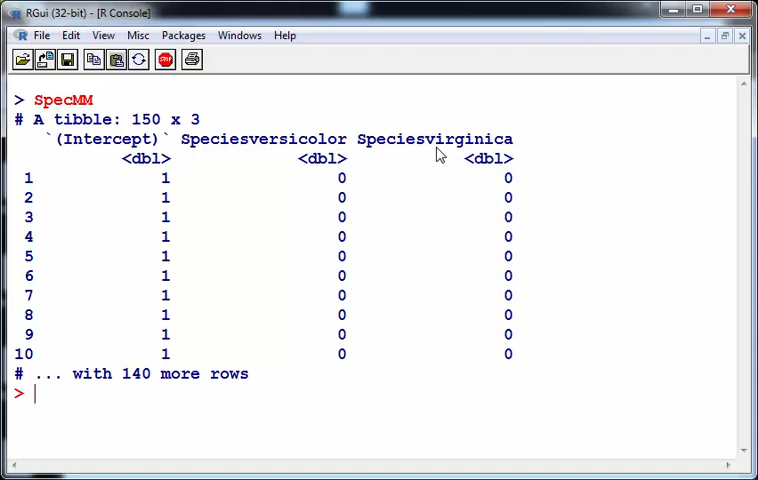 RGui (32-bit) - [R Console]
File Edit View Misc Packages Windows Help
STOP
> SpecMM
# A tibble: 150 x 3
`(Intercept)` Speciesversicolor Speciesvirginica
<dbl> <dbl> <dbl>
1 1 0 0
2 1 0 0
3 1 0 0
4 1 0 0
5 1 0 0
6 1 0 0
7 1 0 0
8 1 0 0
9 1 0 0
10 1 0 0
# ... with 140 more rows
>